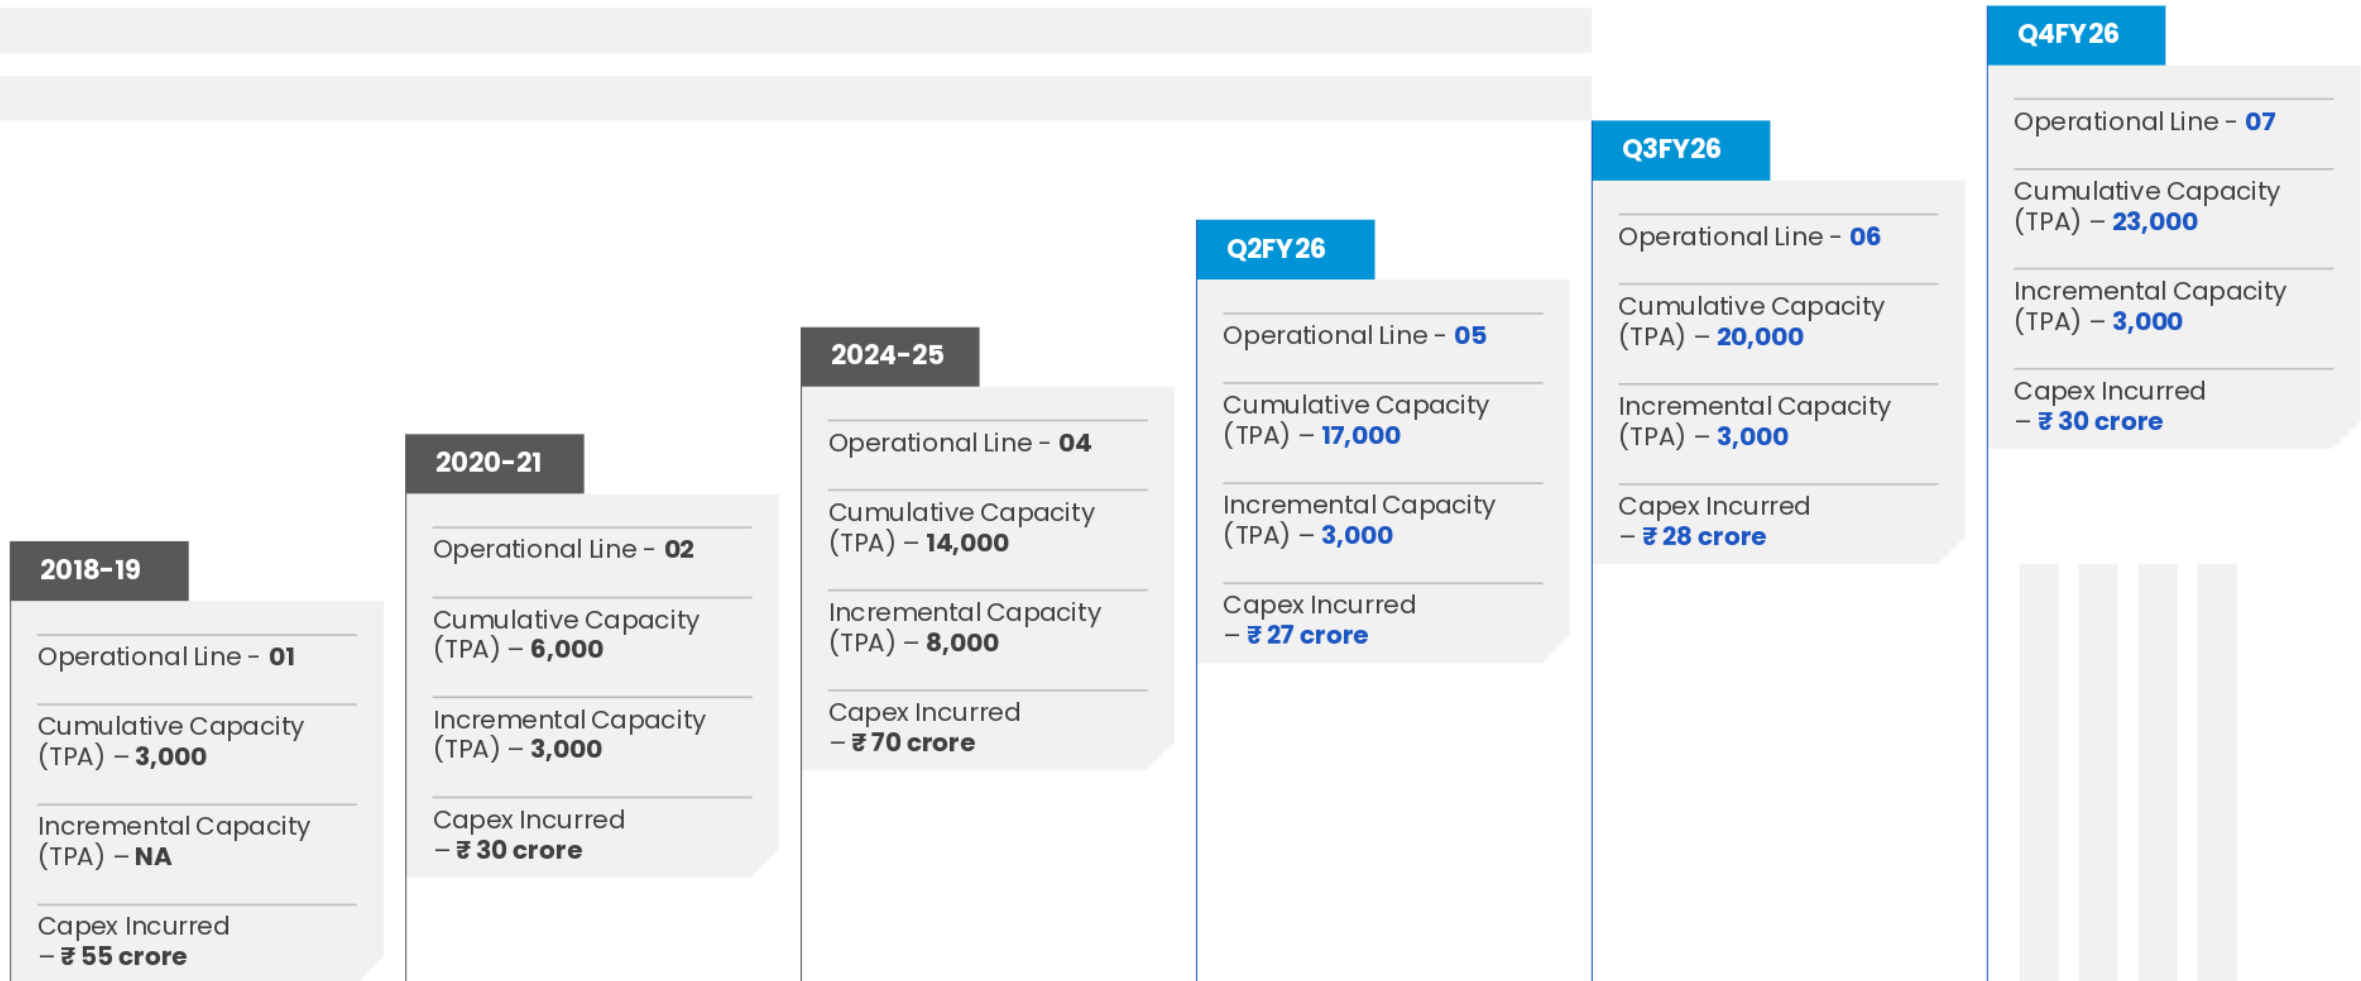 2018-19
Operational Line - 01
Cumulative Capacity
(TPA) – 3,000
Incremental Capacity
(TPA) – NA
Capex Incurred
– ₹ 55 crore
2020-21
Operational Line - 02
Cumulative Capacity
(TPA) – 6,000
Incremental Capacity
(TPA) – 3,000
Capex Incurred
– ₹ 30 crore
2024-25
Operational Line - 04
Cumulative Capacity
(TPA) – 14,000
Incremental Capacity
(TPA) – 8,000
Capex Incurred
– ₹ 70 crore
Q2FY26
Operational Line - 05
Cumulative Capacity
(TPA) – 17,000
Incremental Capacity
(TPA) – 3,000
Capex Incurred
– ₹ 27 crore
Q3FY26
Operational Line - 06
Cumulative Capacity
(TPA) – 20,000
Incremental Capacity
(TPA) – 3,000
Capex Incurred
– ₹ 28 crore
Q4FY26
Operational Line - 07
Cumulative Capacity
(TPA) – 23,000
Incremental Capacity
(TPA) – 3,000
Capex Incurred
– ₹ 30 crore